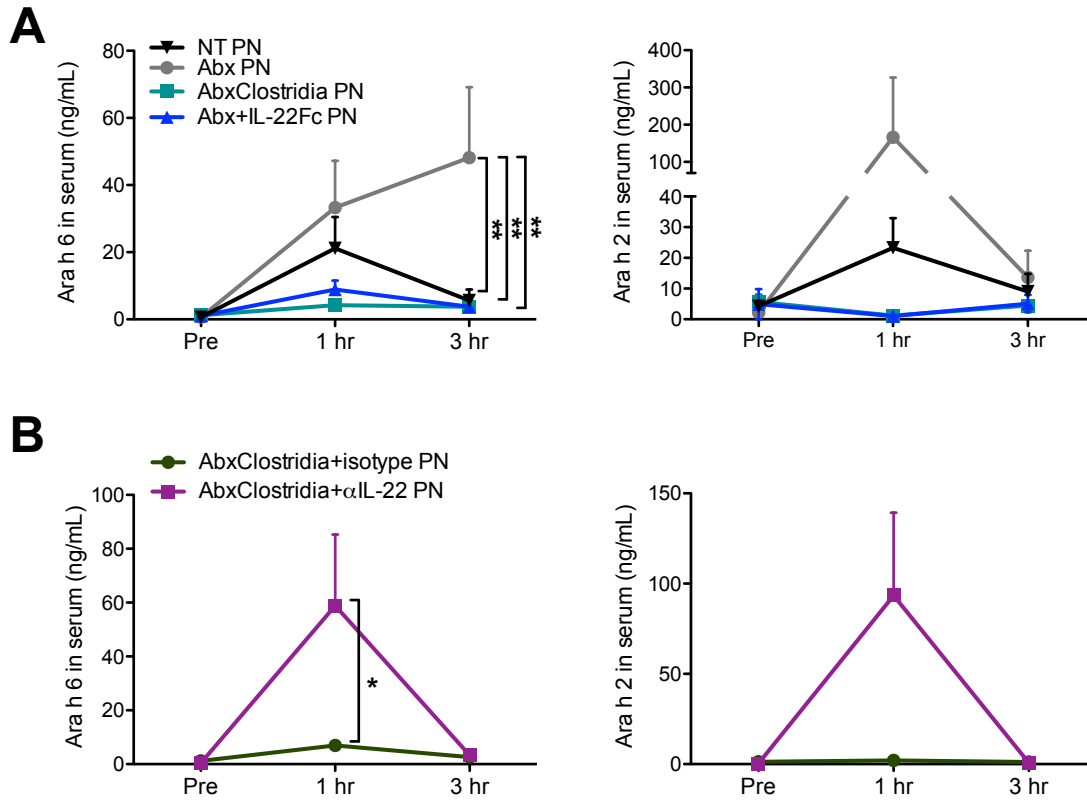 A
NT PN
Abx PN
AbxClostridia PN
Abx+IL-22Fc PN
Ara h 6 in serum (ng/mL)
80
60
40
20
0
Pre 1 hr 3 hr
** ** **
Ara h 2 in serum (ng/mL)
400
300
200
100
40
30
20
10
0
Pre 1 hr 3 hr
B
AbxClostridia+isotype PN
AbxClostridia+αIL-22 PN
Ara h 6 in serum (ng/mL)
100
80
60
40
20
0
Pre 1 hr 3 hr
*
Ara h 2 in serum (ng/mL)
150
100
50
0
Pre 1 hr 3 hr